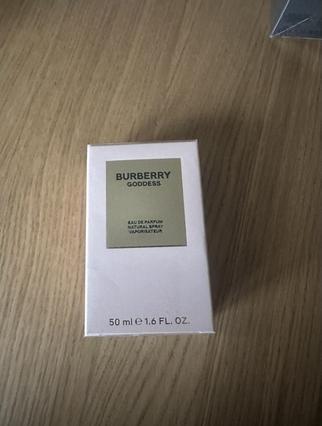 BURBERRY
GODDESS
EAU DE PARFUM
NATURAL SPRAY
VAPORISATEUR
50 ml ℮ 1.6 FL. OZ.